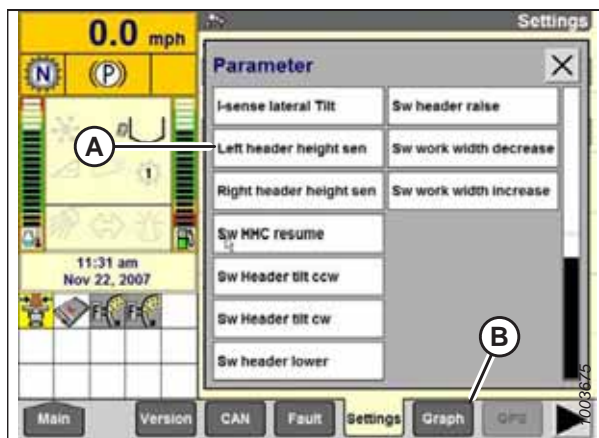 0.0 mph
Settings
N
(P)
Parameter
X
I-sense lateral Tilt
Sw header raise
A
Left header height sen
Sw work width decrease
1
Right header height sen
Sw work width increase
Sw HHC resume
11:31 am
Nov 22, 2007
Sw Header tilt ccw
F
F
Sw Header tilt cw
B
Sw header lower
Main
Version
CAN
Fault
Settings
Graph
GPS
1003675